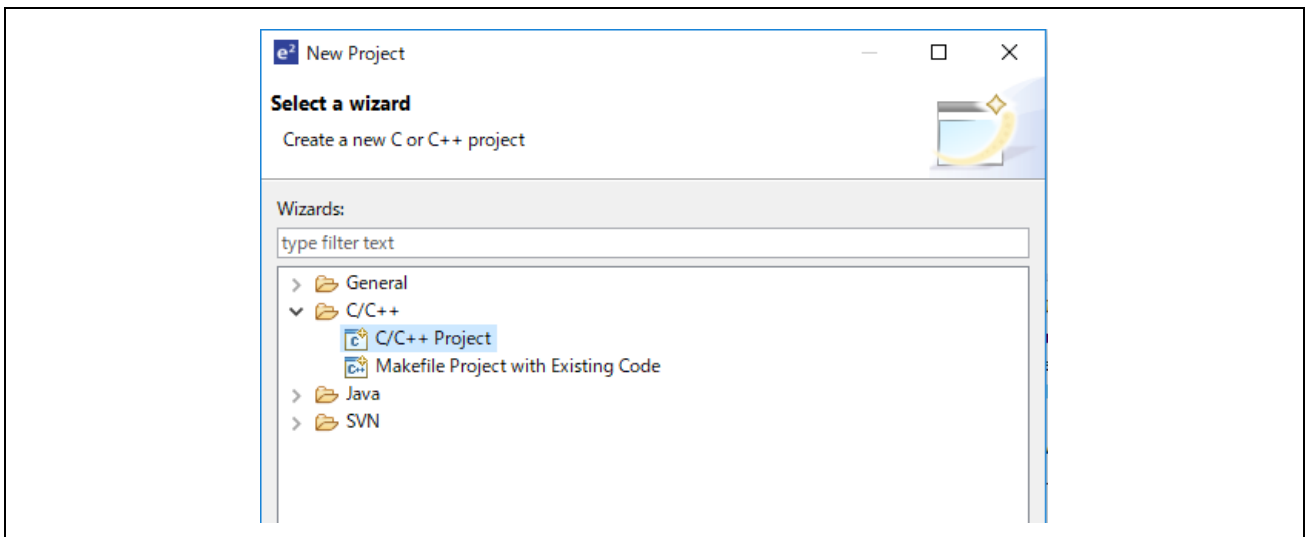 e² New Project
Select a wizard
Create a new C or C++ project
Wizards:
type filter text
General
C/C++
C/C++ Project
Makefile Project with Existing Code
Java
SVN